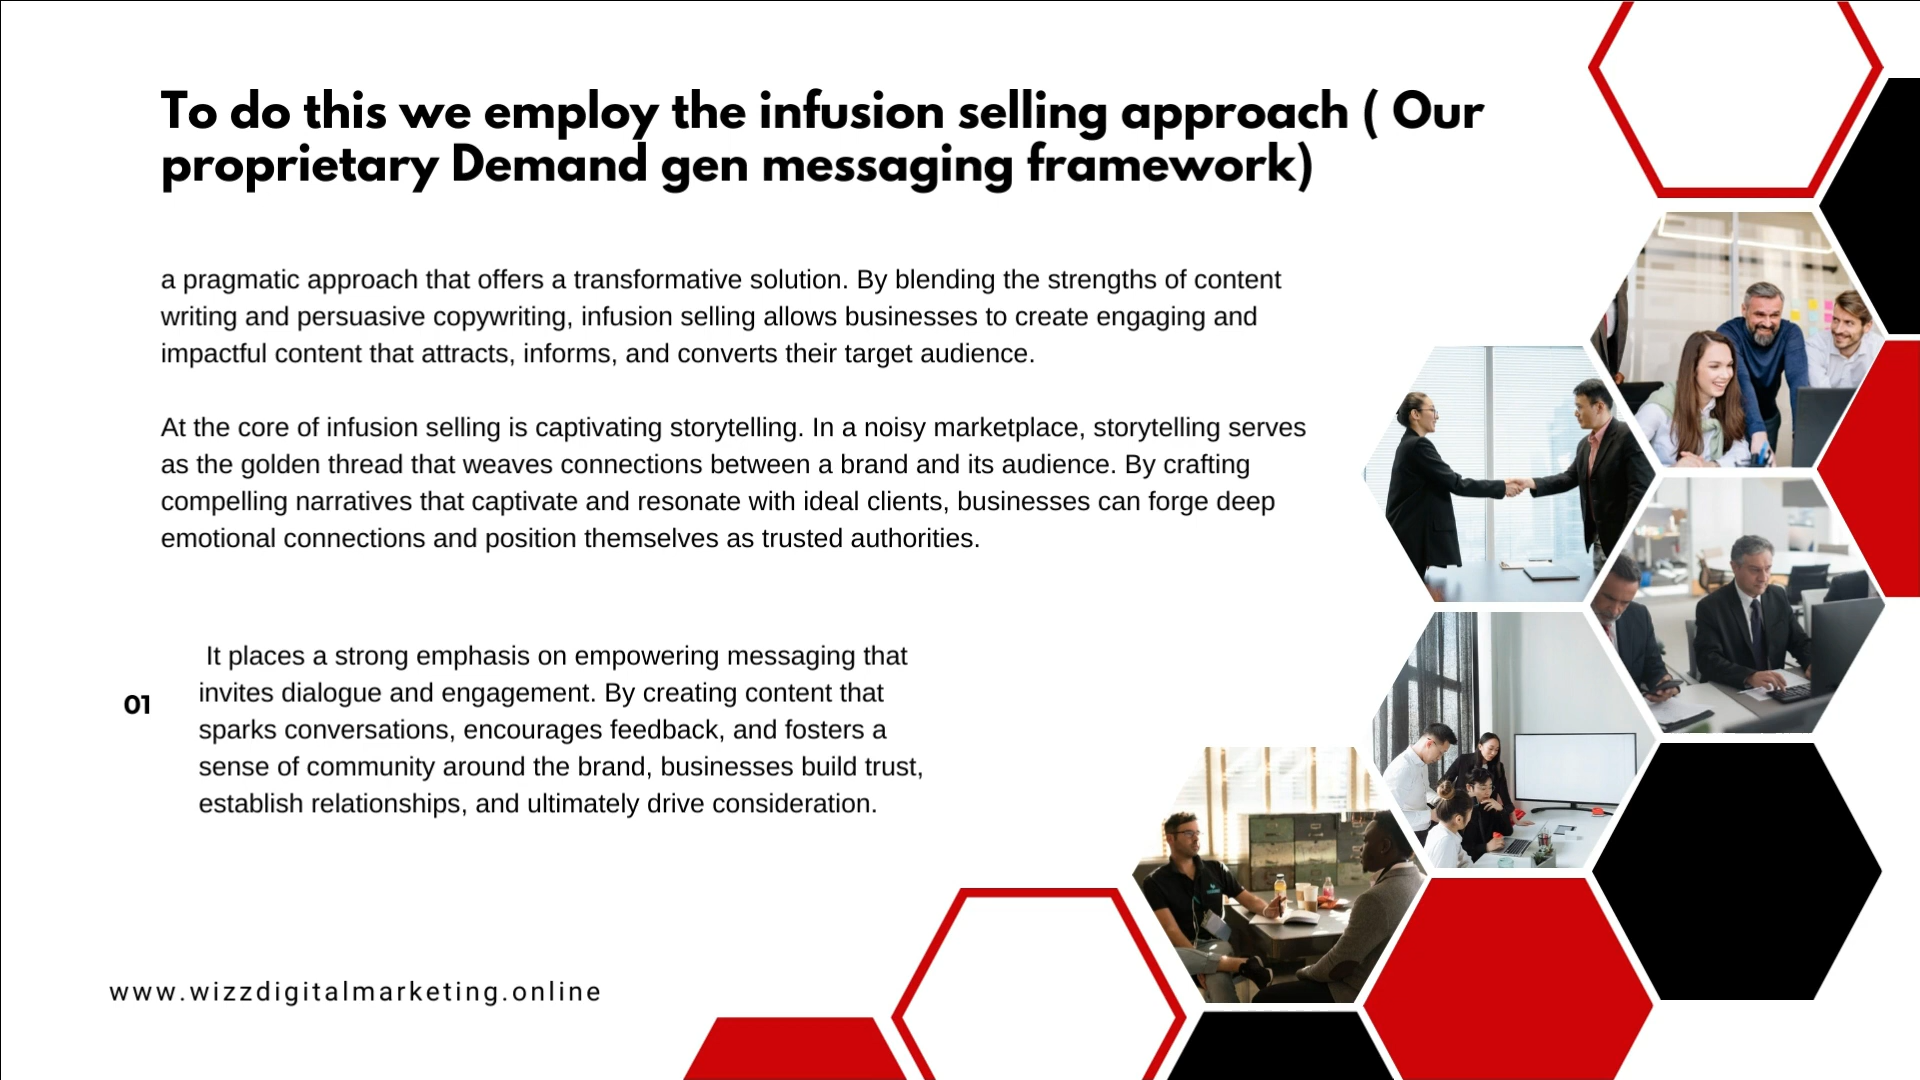 To do this we employ the infusion selling approach ( Our
proprietary Demand gen messaging framework)
a pragmatic approach that offers a transformative solution. By blending the strengths of content
writing and persuasive copywriting, infusion selling allows businesses to create engaging and
impactful content that attracts, informs, and converts their target audience.
At the core of infusion selling is captivating storytelling. In a noisy marketplace, storytelling serves
as the golden thread that weaves connections between a brand and its audience. By crafting
compelling narratives that captivate and resonate with ideal clients, businesses can forge deep
emotional connections and position themselves as trusted authorities.
01
It places a strong emphasis on empowering messaging that
invites dialogue and engagement. By creating content that
sparks conversations, encourages feedback, and fosters a
sense of community around the brand, businesses build trust,
establish relationships, and ultimately drive consideration.
www.wizzdigitalmarketing.online